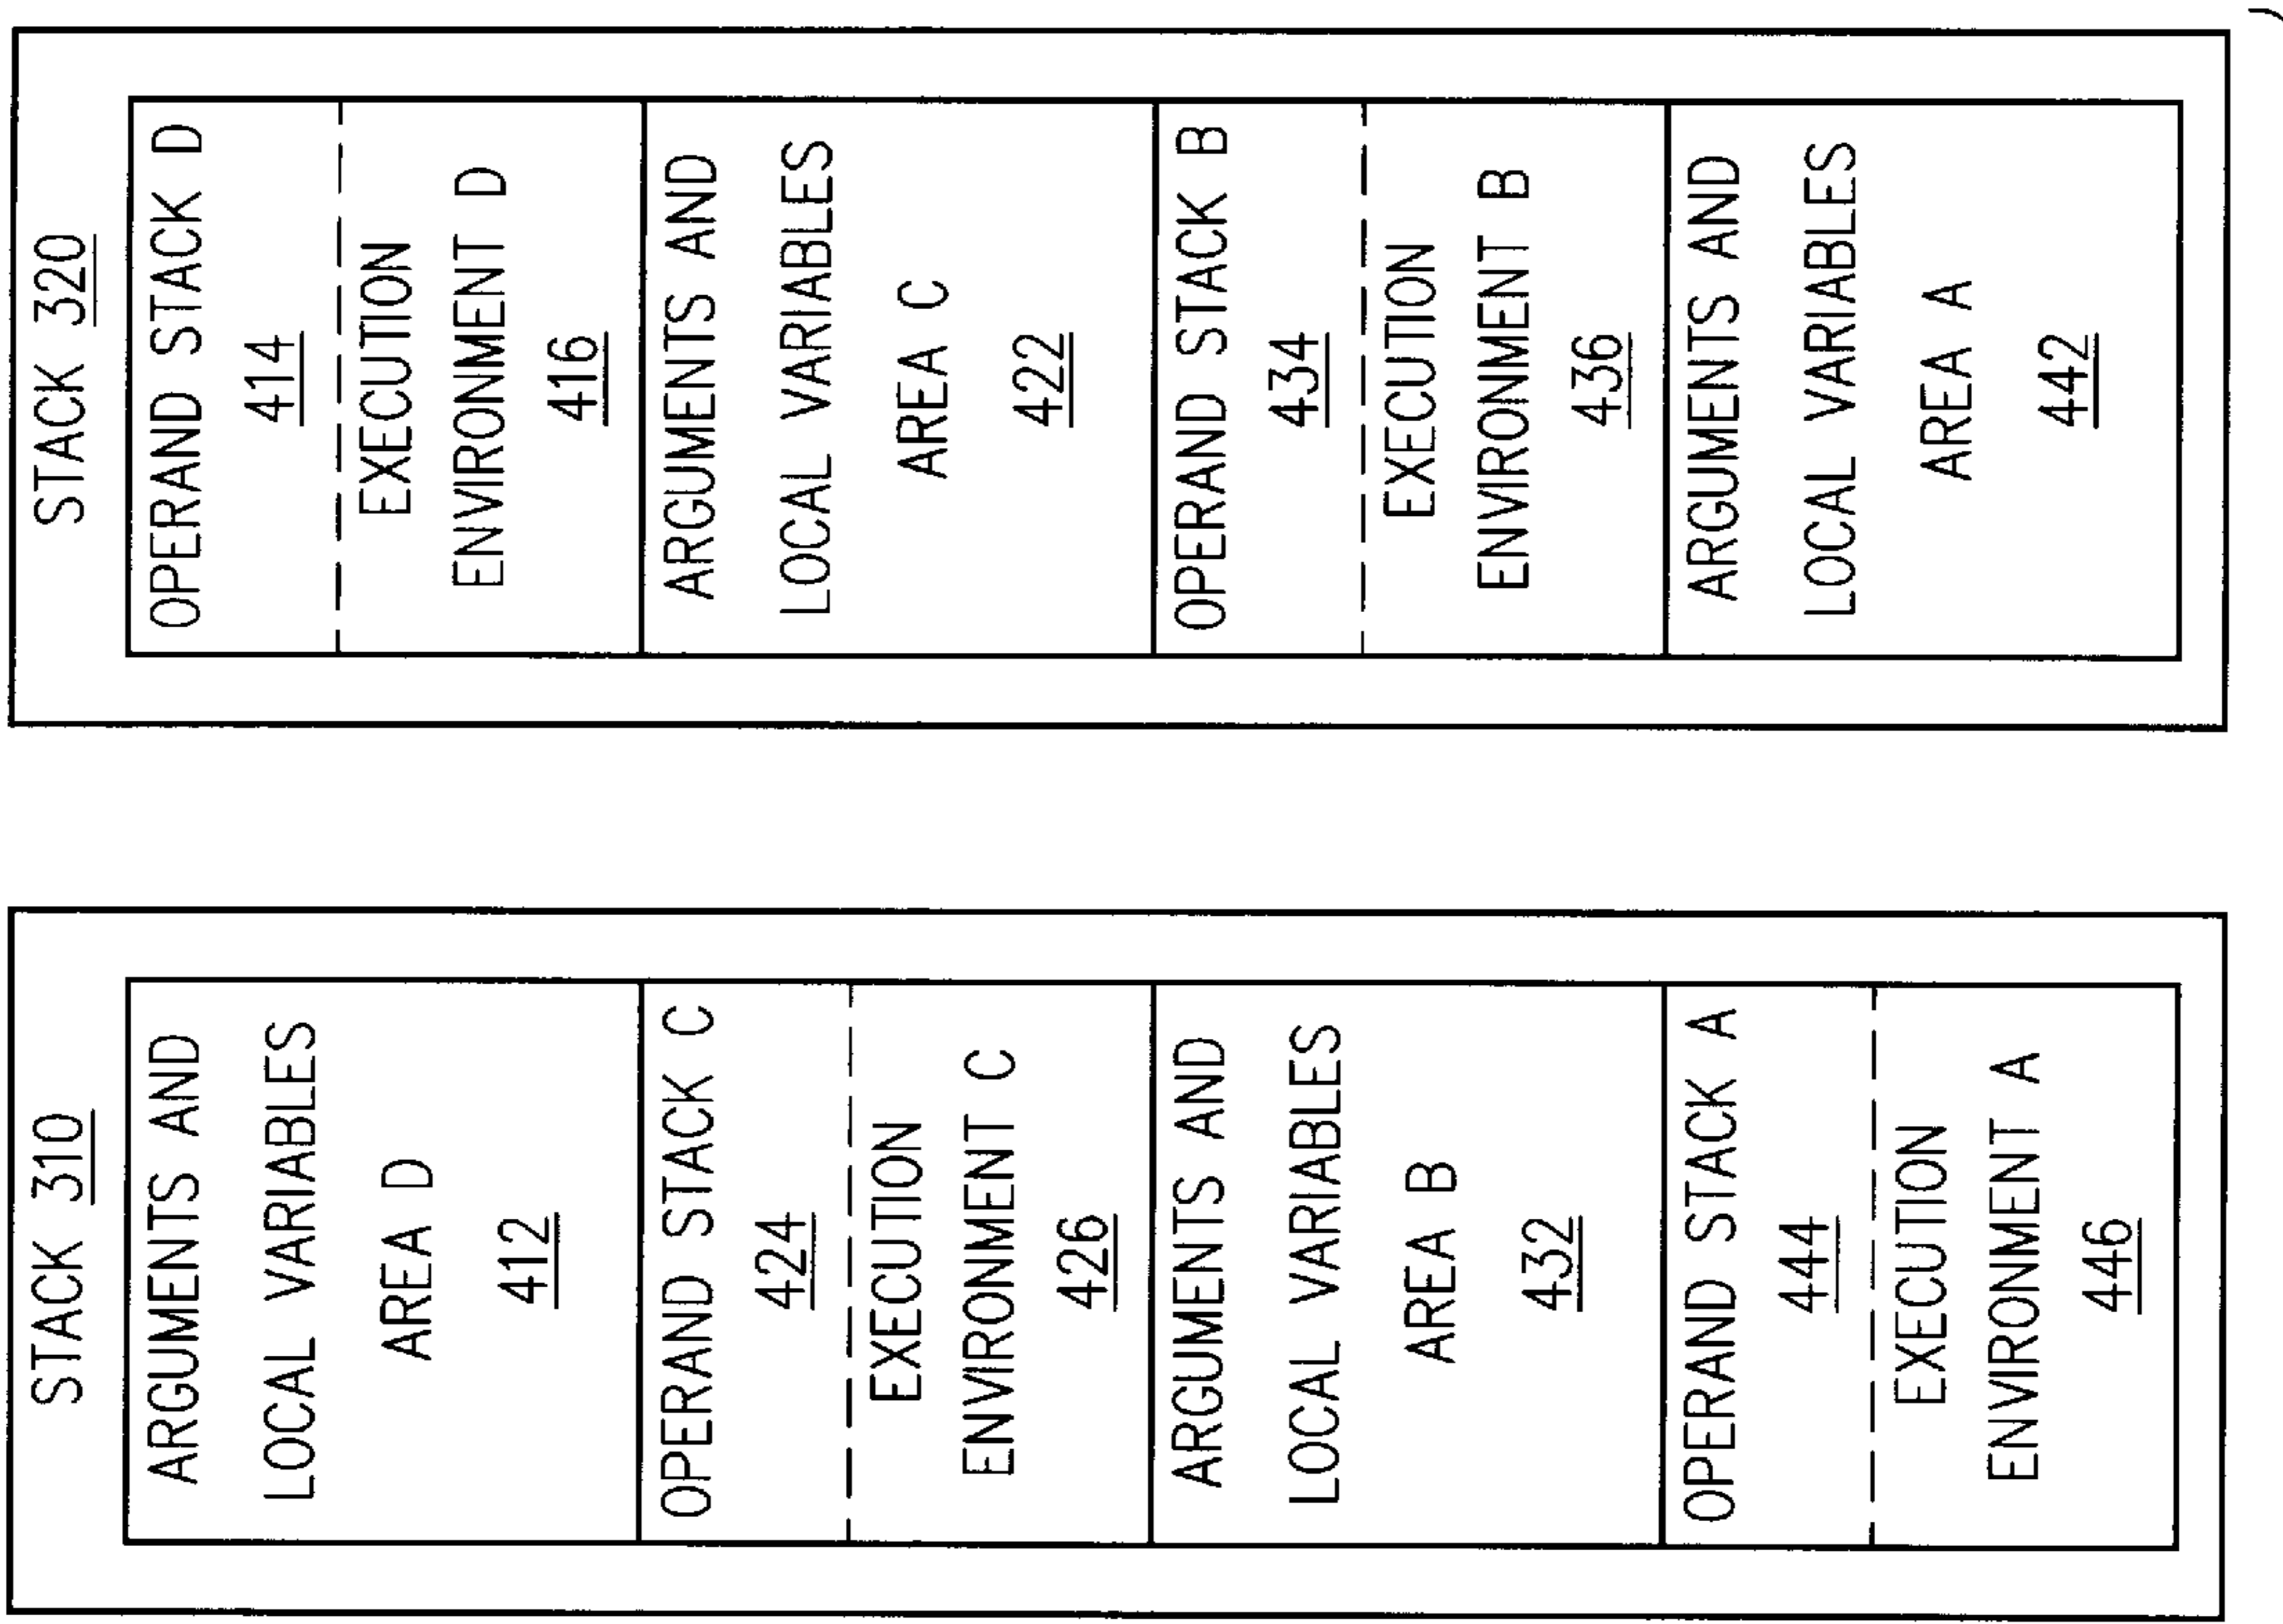 STACK 310
ARGUMENTS AND
LOCAL VARIABLES
AREA D
412
OPERAND STACK C
424
EXECUTION
ENVIRONMENT C
426
ARGUMENTS AND
LOCAL VARIABLES
AREA B
432
OPERAND STACK A
444
EXECUTION
ENVIRONMENT A
446
STACK 320
OPERAND STACK D
414
EXECUTION
ENVIRONMENT D
416
ARGUMENTS AND
LOCAL VARIABLES
AREA C
422
OPERAND STACK B
434
EXECUTION
ENVIRONMENT B
436
ARGUMENTS AND
LOCAL VARIABLES
AREA A
442